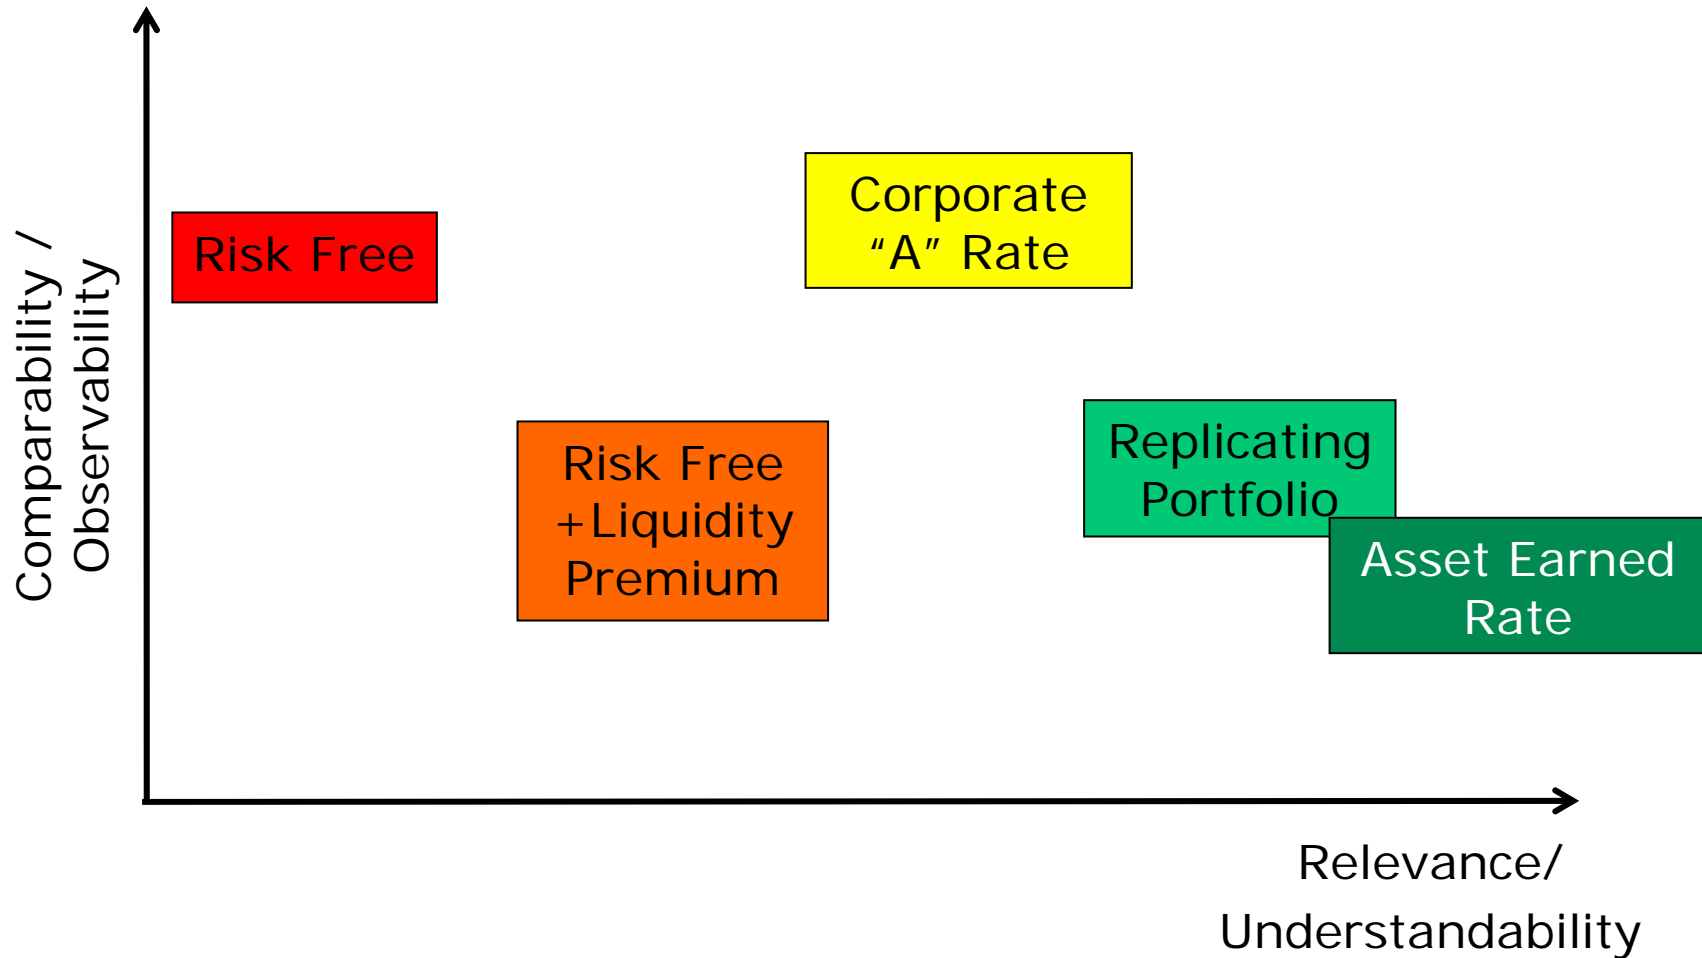 Comparability /
Observability
Risk Free
Corporate
“A” Rate
Risk Free
+Liquidity
Premium
Replicating
Portfolio
Asset Earned
Rate
Relevance/
Understandability